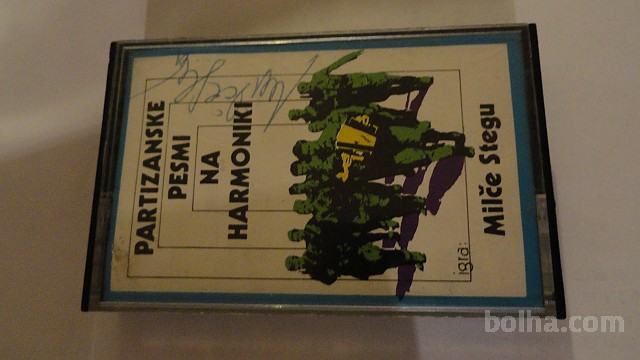 PARTIZANSKE
PESMI
NA
HARMONIKI
igra:
Milče Stegu
bolha.com